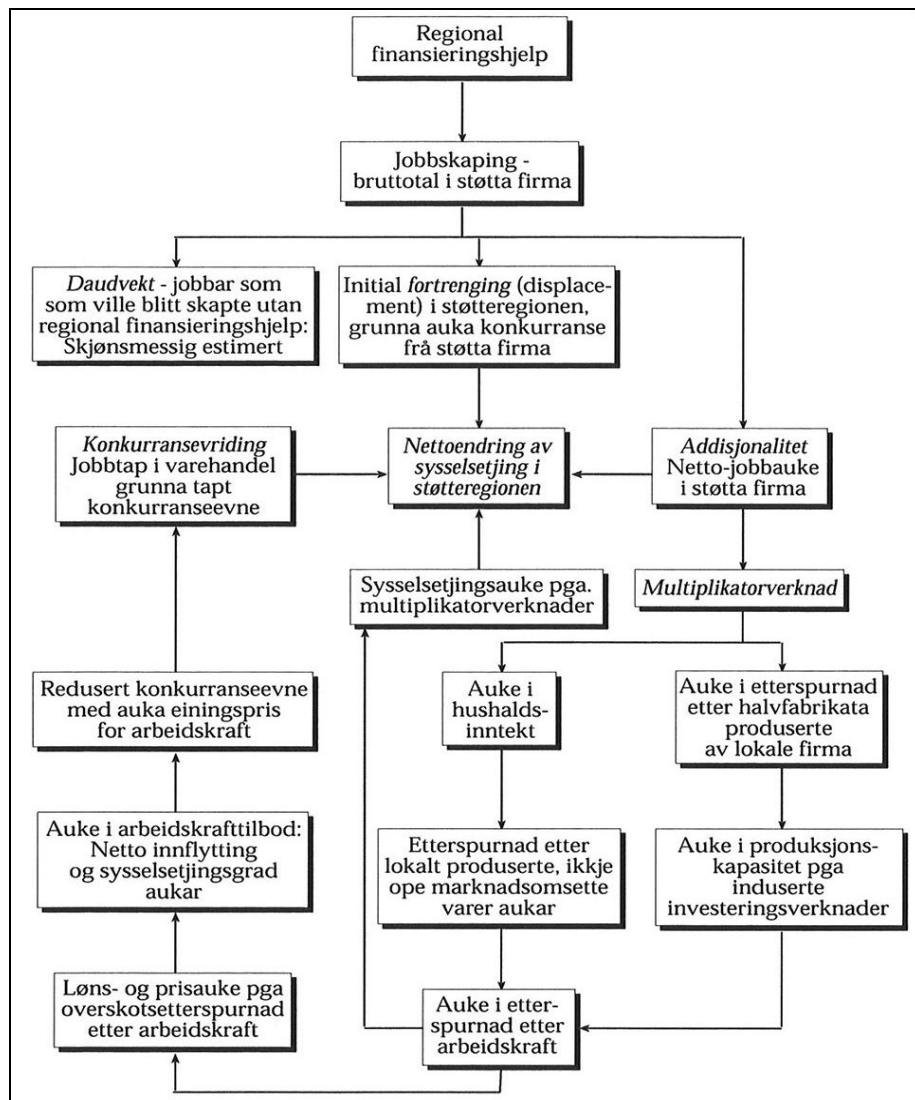 Regional
finansieringshjelp
Jobbskaping -
bruttotal i støtta firma
Daudvekt - jobbar som
som ville blitt skapte utan
regional finansieringshjelp:
Skjønsmessig estimert
Initial fortrenging (displace-
ment) i støtteregionen,
grunna auka konkurranse
frå støtta firma
Konkurransevriding
Jobbtap i varehandel
grunna tapt
konkurranseevne
Nettoendring av
sysselsetjing i
støtteregionen
Addisjonalitet
Netto-jobbauke
i støtta firma
Sysselsetjingsauke pga.
multiplikatorverknader
Multiplikatorverknad
Redusert konkurranseevne
med auka einingspris
for arbeidskraft
Auke i
hushalds-
inntekt
Auke i etterspurnad
etter halvfabrikata
produserte
av lokale firma
Auke i arbeidskrafttilbod:
Netto innflytting
og sysselsetjingsgrad
aukar
Etterspurnad etter
lokalt produserte, ikkje
ope marknadsomsette
varer aukar
Auke i produksjons-
kapasitet pga
induserte
investeringsverknader
Løns- og prisauke pga
overskotsetterspurnad
etter arbeidskraft
Auke i etter-
spurnad etter
arbeidskraft